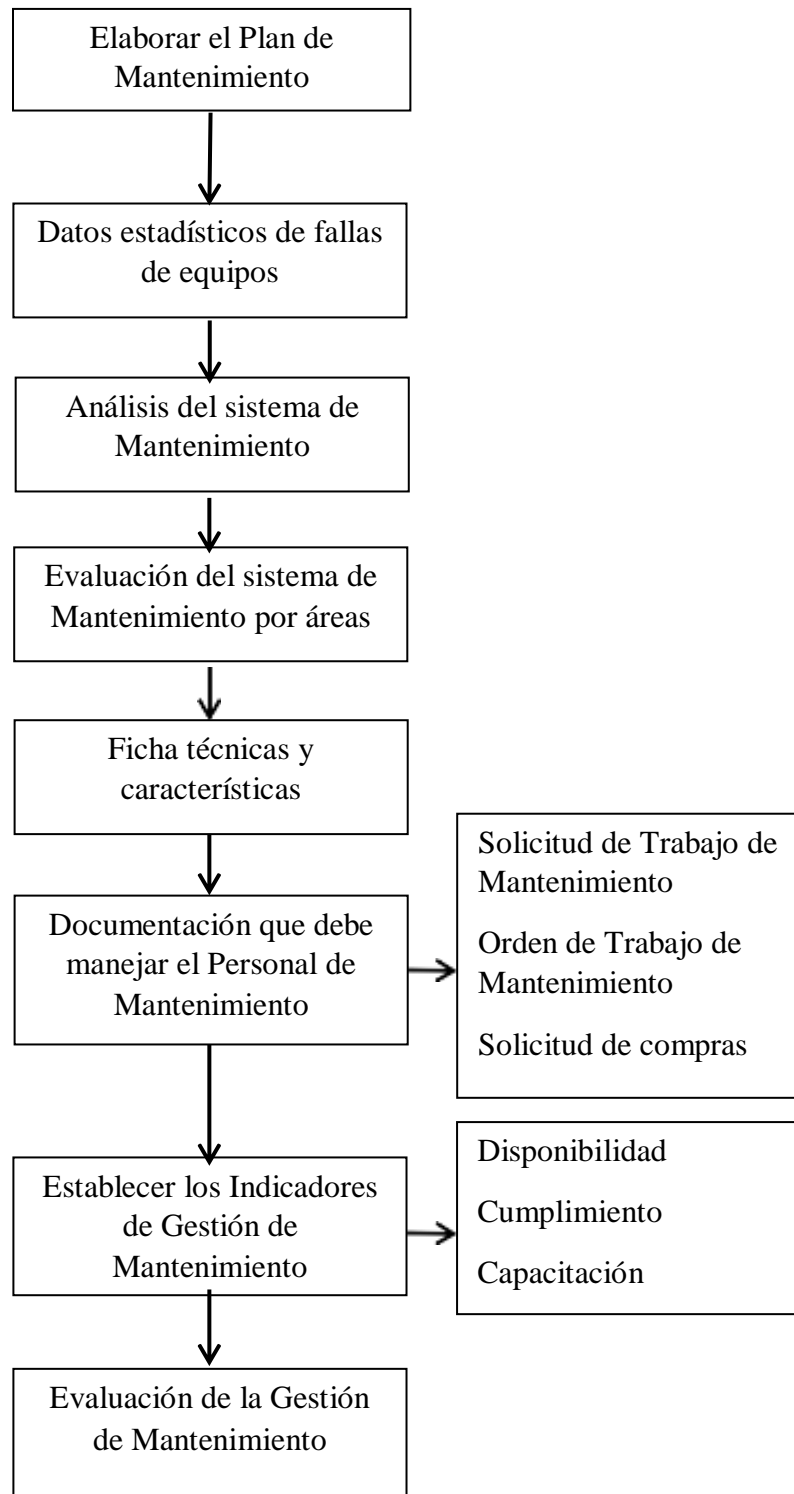 Elaborar el Plan de
Mantenimiento
Datos estadísticos de fallas
de equipos
Análisis del sistema de
Mantenimiento
Evaluación del sistema de
Mantenimiento por áreas
Ficha técnicas y
características
Documentación que debe
manejar el Personal de
Mantenimiento
Solicitud de Trabajo de
Mantenimiento
Orden de Trabajo de
Mantenimiento
Solicitud de compras
Establecer los Indicadores
de Gestión de
Mantenimiento
Disponibilidad
Cumplimiento
Capacitación
Evaluación de la Gestión
de Mantenimiento